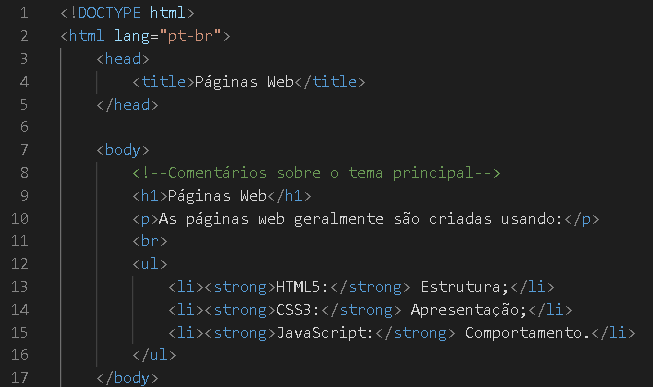 1 <!DOCTYPE html>
2 <html lang="pt-br">
3 <head>
4 <title>Páginas Web</title>
5 </head>
6
7 <body>
8 <!--Comentários sobre o tema principal-->
9 <h1>Páginas Web</h1>
10 <p>As páginas web geralmente são criadas usando:</p>
11 <br>
12 <ul>
13 <li><strong>HTML5:</strong> Estrutura;</li>
14 <li><strong>CSS3:</strong> Apresentação;</li>
15 <li><strong>JavaScript:</strong> Comportamento.</li>
16 </ul>
17 </body>